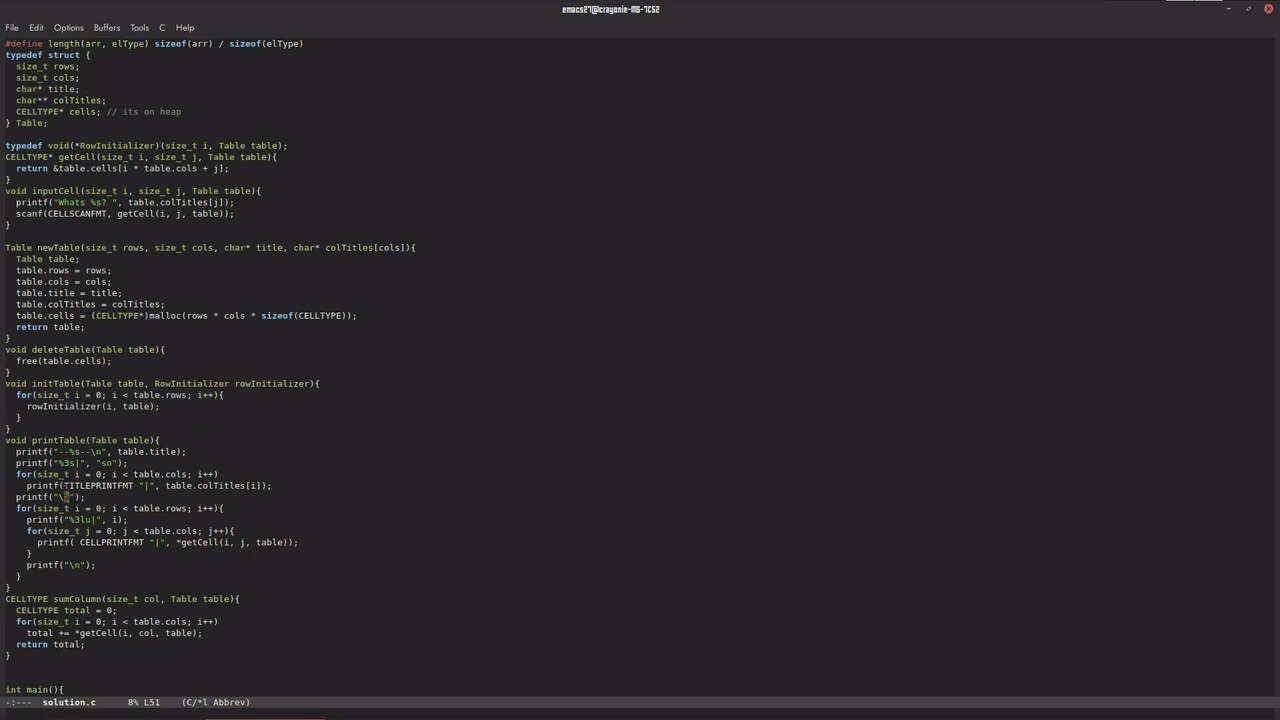 emacs27@crayonie-MS-7C52
File Edit Options Buffers Tools C Help
#define length(arr, elType) sizeof(arr) / sizeof(elType)
typedef struct {
  size_t rows;
  size_t cols;
  char* title;
  char** colTitles;
  CELLTYPE* cells; // its on heap
} Table;
typedef void(*RowInitializer)(size_t i, Table table);
CELLTYPE* getCell(size_t i, size_t j, Table table){
  return &table.cells[i * table.cols + j];
}
void inputCell(size_t i, size_t j, Table table){
  printf("Whats %s? ", table.colTitles[j]);
  scanf(CELLSCANFMT, getCell(i, j, table));
}
Table newTable(size_t rows, size_t cols, char* title, char* colTitles[cols]){
  Table table;
  table.rows = rows;
  table.cols = cols;
  table.title = title;
  table.colTitles = colTitles;
  table.cells = (CELLTYPE*)malloc(rows * cols * sizeof(CELLTYPE));
  return table;
}
void deleteTable(Table table){
  free(table.cells);
}
void initTable(Table table, RowInitializer rowInitializer){
  for(size_t i = 0; i < table.rows; i++){
    rowInitializer(i, table);
  }
}
void printTable(Table table){
  printf("--%s--\n", table.title);
  printf("%3s|", "sn");
  for(size_t i = 0; i < table.cols; i++)
    printf(TITLEPRINTFMT "|", table.colTitles[i]);
  printf("\n");
  for(size_t i = 0; i < table.rows; i++){
    printf("%3lu|", i);
    for(size_t j = 0; j < table.cols; j++){
      printf( CELLPRINTFMT "|", *getCell(i, j, table));
    }
    printf("\n");
  }
}
CELLTYPE sumColumn(size_t col, Table table){
  CELLTYPE total = 0;
  for(size_t i = 0; i < table.cols; i++)
    total += *getCell(i, col, table);
  return total;
}
int main(){
-:--- solution.c 8% L51 (C/*l Abbrev)